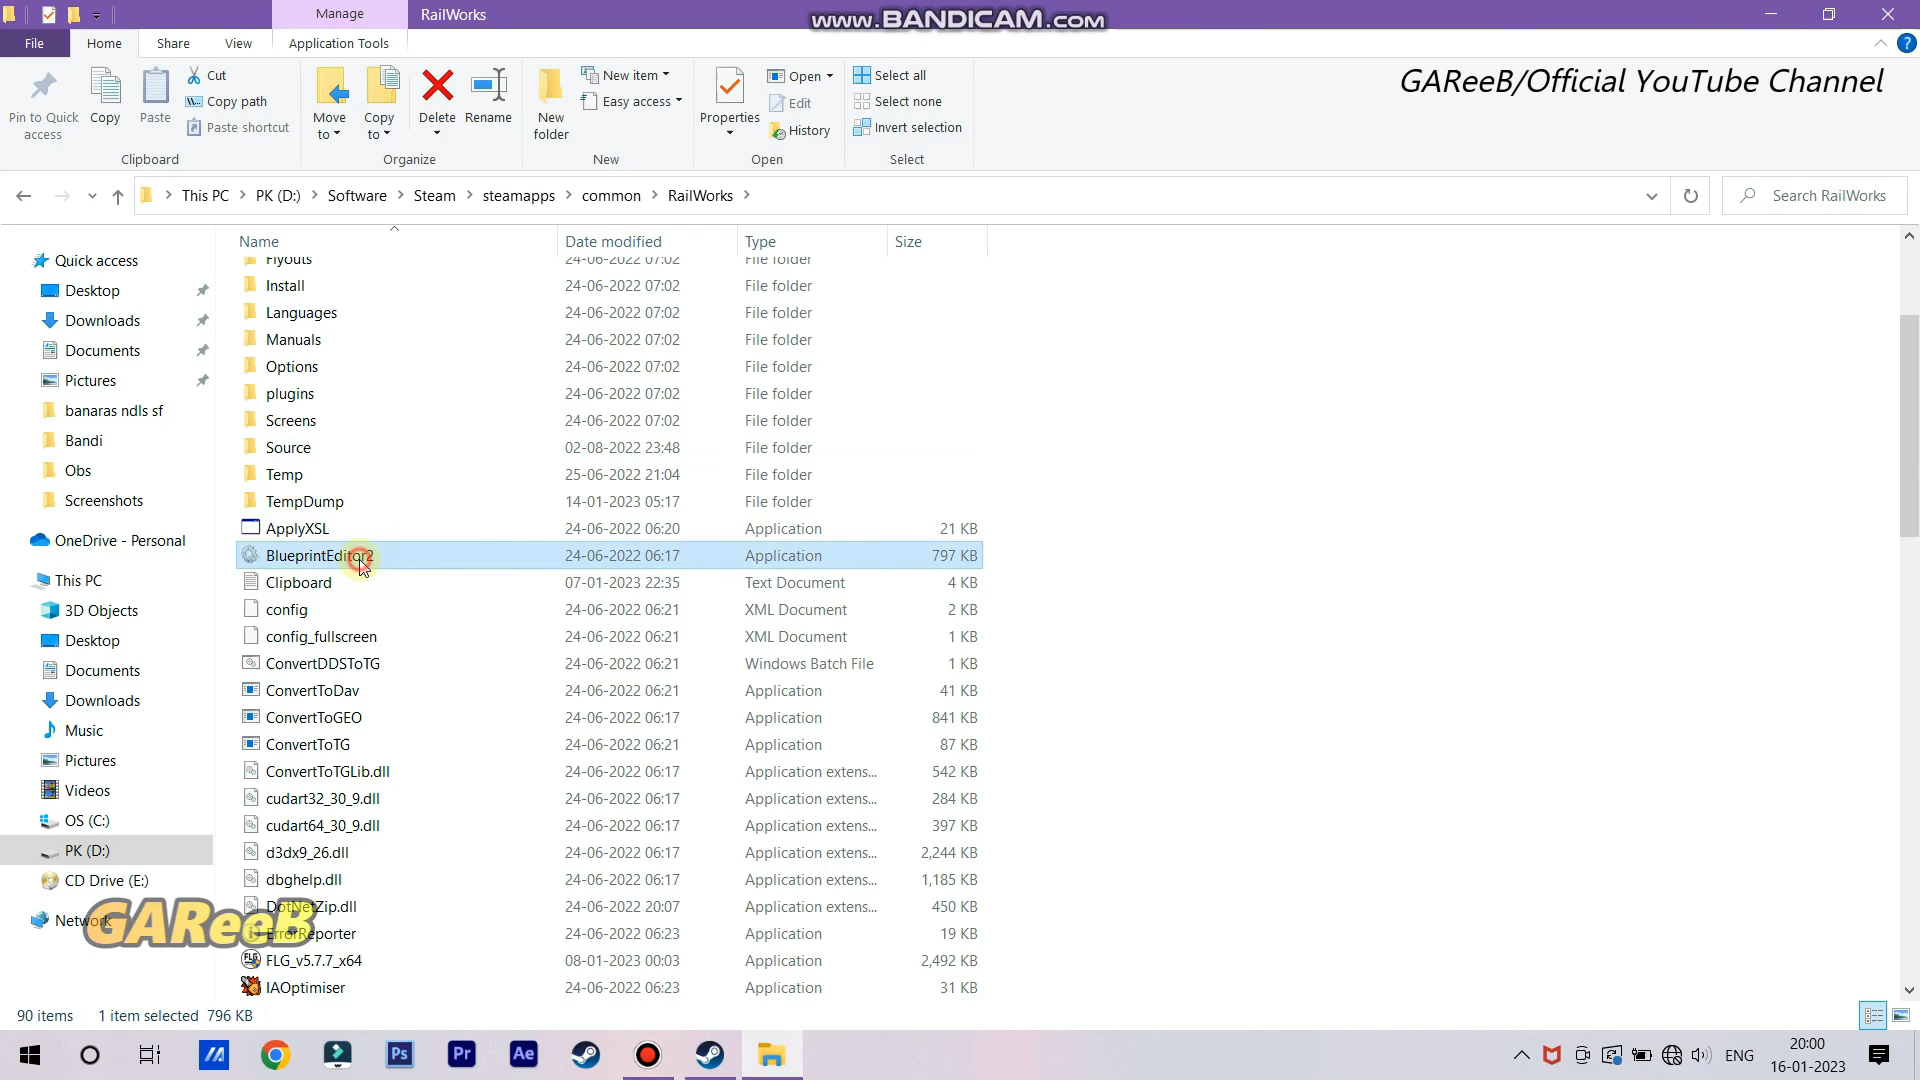 Manage
RailWorks
www.BANDICAM.com
File
Home
Share
View
Application Tools
Pin to Quick access
Copy
Paste
Cut
Copy path
Paste shortcut
Clipboard
Move to
Copy to
Delete
Rename
Organize
New folder
New item
Easy access
New
Properties
Open
Edit
History
Open
Select all
Select none
Invert selection
Select
GAReeB/Official YouTube Channel
This PC
PK (D:)
Software
Steam
steamapps
common
RailWorks
Search RailWorks
Name
Date modified
Type
Size
Quick access
Desktop
Downloads
Documents
Pictures
banaras ndls sf
Bandi
Obs
Screenshots
OneDrive - Personal
This PC
3D Objects
Desktop
Documents
Downloads
Music
Pictures
Videos
OS (C:)
PK (D:)
CD Drive (E:)
Network
GAReeB
Flyouts 24-06-2022 07:02 File folder
Install 24-06-2022 07:02 File folder
Languages 24-06-2022 07:02 File folder
Manuals 24-06-2022 07:02 File folder
Options 24-06-2022 07:02 File folder
plugins 24-06-2022 07:02 File folder
Screens 24-06-2022 07:02 File folder
Source 02-08-2022 23:48 File folder
Temp 25-06-2022 21:04 File folder
TempDump 14-01-2023 05:17 File folder
ApplyXSL 24-06-2022 06:20 Application 21 KB
BlueprintEditor2 24-06-2022 06:17 Application 797 KB
Clipboard 07-01-2023 22:35 Text Document 4 KB
config 24-06-2022 06:21 XML Document 2 KB
config_fullscreen 24-06-2022 06:21 XML Document 1 KB
ConvertDDSToTG 24-06-2022 06:21 Windows Batch File 1 KB
ConvertToDav 24-06-2022 06:21 Application 41 KB
ConvertToGEO 24-06-2022 06:17 Application 841 KB
ConvertToTG 24-06-2022 06:21 Application 87 KB
ConvertToTGLib.dll 24-06-2022 06:17 Application extens... 542 KB
cudart32_30_9.dll 24-06-2022 06:17 Application extens... 284 KB
cudart64_30_9.dll 24-06-2022 06:17 Application extens... 397 KB
d3dx9_26.dll 24-06-2022 06:17 Application extens... 2,244 KB
dbghelp.dll 24-06-2022 06:17 Application extens... 1,185 KB
DotNetZip.dll 24-06-2022 20:07 Application extens... 450 KB
ErrorReporter 24-06-2022 06:23 Application 19 KB
FLG_v5.7.7_x64 08-01-2023 00:03 Application 2,492 KB
IAOptimiser 24-06-2022 06:23 Application 31 KB
90 items
1 item selected 796 KB
Ps
Pr
Ae
ENG
20:00
16-01-2023